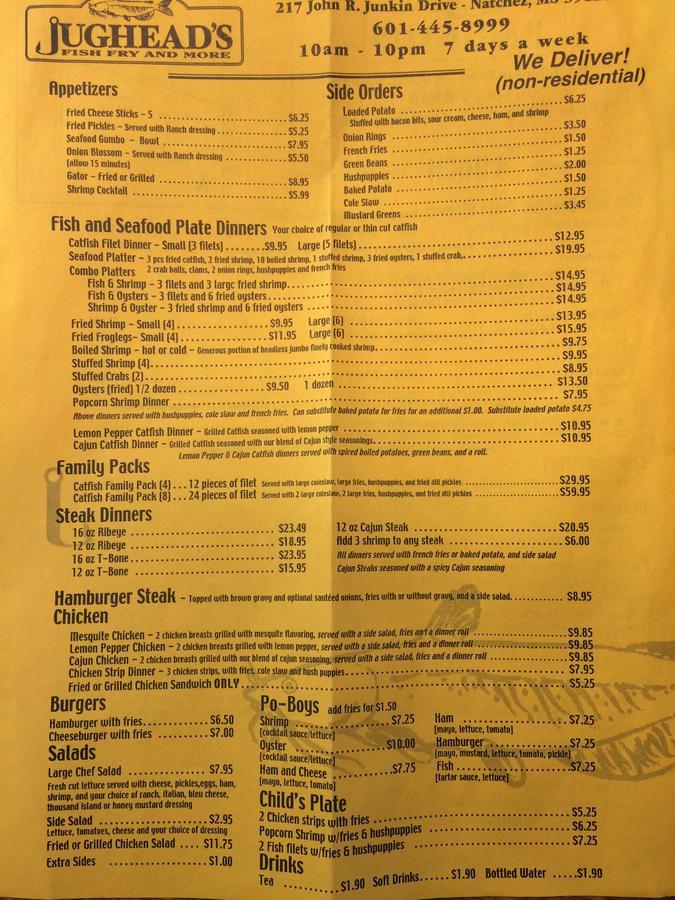 JUGHEAD'S
FISH FRY AND MORE
217 John R. Junkin Drive - Natchez,
601-445-8999
10am - 10pm 7 days a week
We Deliver!
(non-residential)
Appetizers
Fried Cheese Sticks - 5 $6.25
Fried Pickles - Served with Ranch dressing $5.25
Seafood Gumbo - Bowl $7.95
Onion Blossom - Served with Ranch dressing $5.50
(allow 15 minutes)
Gator - Fried or Grilled $8.95
Shrimp Cocktail $5.99
Side Orders
Loaded Potato $6.25
Stuffed with bacon bits, sour cream, cheese, ham, and shrimp
Onion Rings $3.50
French Fries $1.50
Green Beans $1.25
Hushpuppies $2.00
Baked Potato $1.50
Cole Slaw $1.25
Mustard Greens $3.45
Fish and Seafood Plate Dinners Your choice of regular or thin cut catfish
Catfish Filet Dinner - Small (3 filets) $9.95 Large (5 filets) $12.95
Seafood Platter - 3 pcs fried catfish, 2 fried shrimp, 10 boiled shrimp, 1 stuffed shrimp, 3 fried oysters, 1 stuffed crab, $19.95
2 crab balls, clams, 2 onion rings, hushpuppies and french fries
Combo Platters
Fish & Shrimp - 3 filets and 3 large fried shrimp $14.95
Fish & Oysters - 3 filets and 6 fried oysters $14.95
Shrimp & Oyster - 3 fried shrimp and 6 fried oysters $14.95
Fried Shrimp - Small (4) $9.95 Large (6) $13.95
Fried Froglegs- Small (4) $11.95 Large (6) $15.95
Boiled Shrimp - hot or cold - Generous portion of headless jumbo finely cooked shrimp $9.75
Stuffed Shrimp (4) $9.95
Stuffed Crabs (2) $8.95
Oysters (fried) 1/2 dozen $9.50 1 dozen $13.50
Popcorn Shrimp Dinner $7.95
Above dinners served with hushpuppies, cole slaw and french fries. Can substitute baked potato for fries for an additional $1.00. Substitute loaded potato $4.75
Lemon Pepper Catfish Dinner - Grilled Catfish seasoned with lemon pepper $10.95
Cajun Catfish Dinner - Grilled Catfish seasoned with our blend of Cajun style seasonings $10.95
Lemon Pepper & Cajun Catfish dinners served with spiced boiled potatoes, green beans, and a roll.
Family Packs
Catfish Family Pack (4) ... 12 pieces of filet Served with large coleslaw, large fries, hushpuppies, and fried dill pickles $29.95
Catfish Family Pack (8) ... 24 pieces of filet Served with 2 large coleslaw, 2 large fries, hushpuppies, and fried dill pickles $59.95
Steak Dinners
16 oz Ribeye $23.49
12 oz Ribeye $18.95
16 oz T-Bone $23.95
12 oz T-Bone $15.95
12 oz Cajun Steak $20.95
Add 3 shrimp to any steak $6.00
All dinners served with french fries or baked potato, and side salad
Cajun Steaks seasoned with a spicy Cajun seasoning
Hamburger Steak - Topped with brown gravy and optional sautéed onions, fries with or without gravy, and a side salad. $8.95
Chicken
Mesquite Chicken - 2 chicken breasts grilled with mesquite flavoring, served with a side salad, fries and a dinner roll $9.85
Lemon Pepper Chicken - 2 chicken breasts grilled with lemon pepper, served with a side salad, fries and a dinner roll $9.85
Cajun Chicken - 2 chicken breasts grilled with our blend of cajun seasoning, served with a side salad, fries and a dinner roll $9.85
Chicken Strip Dinner - 3 chicken strips, with fries, cole slaw and hush puppies $7.95
Fried or Grilled Chicken Sandwich ONLY $5.25
Burgers
Hamburger with fries $6.50
Cheeseburger with fries $7.00
Salads
Large Chef Salad $7.95
Fresh cut lettuce served with cheese, pickles,eggs, ham,
shrimp, and your choice of ranch, italian, bleu cheese,
thousand island or honey mustard dressing
Side Salad $2.95
Lettuce, tomatoes, cheese and your choice of dressing
Fried or Grilled Chicken Salad $11.75
Extra Sides $1.00
Po-Boys add fries for $1.50
Shrimp $7.25
(cocktail sauce/lettuce)
Oyster $10.00
(cocktail sauce/lettuce)
Ham and Cheese $7.75
(mayo, lettuce, tomato)
Ham $7.25
(mayo, lettuce, tomato)
Hamburger $7.25
(mayo, mustard, lettuce, tomato, pickle)
Fish $7.25
(tartar sauce, lettuce)
Child's Plate
2 Chicken strips with fries $5.25
Popcorn Shrimp w/fries & hushpuppies $6.25
2 Fish filets w/fries & hushpuppies $7.25
Drinks
Tea $1.90 Soft Drinks $1.90 Bottled Water $1.90